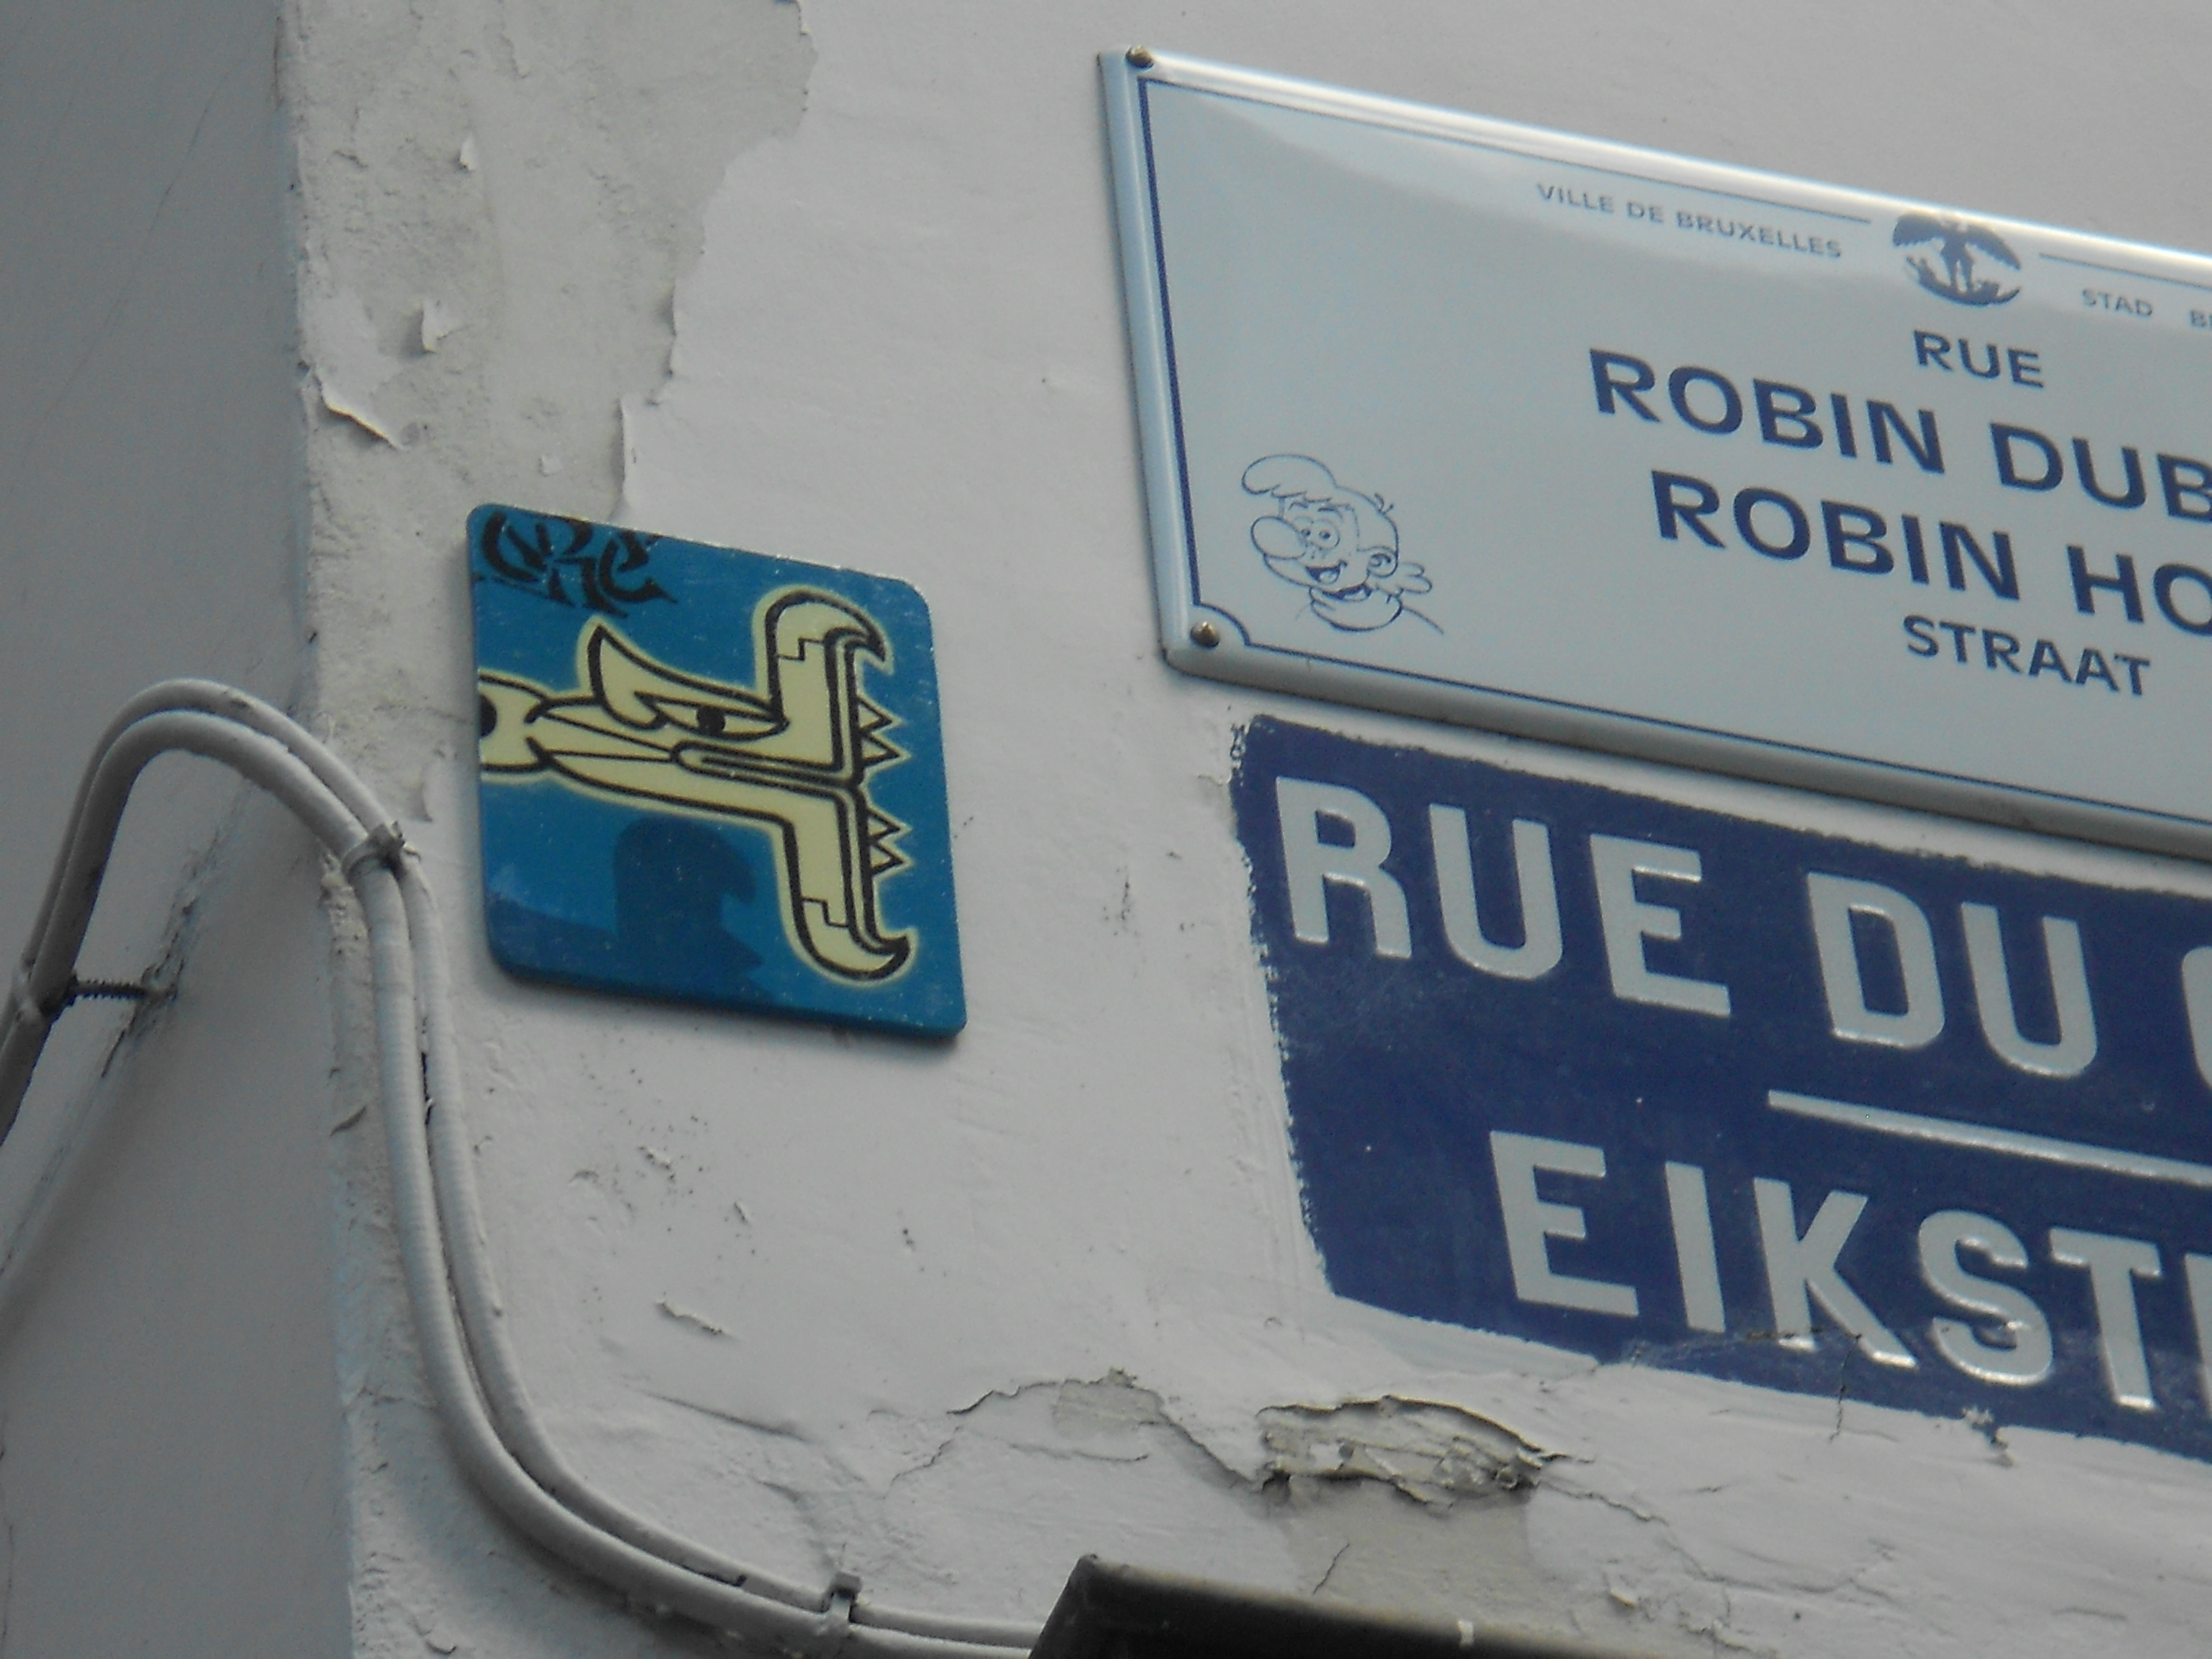 VILLE DE BRUXELLES
STAD
RUE
ROBIN DUB
ROBIN HO
STRAAT
RUE DU
EIKST